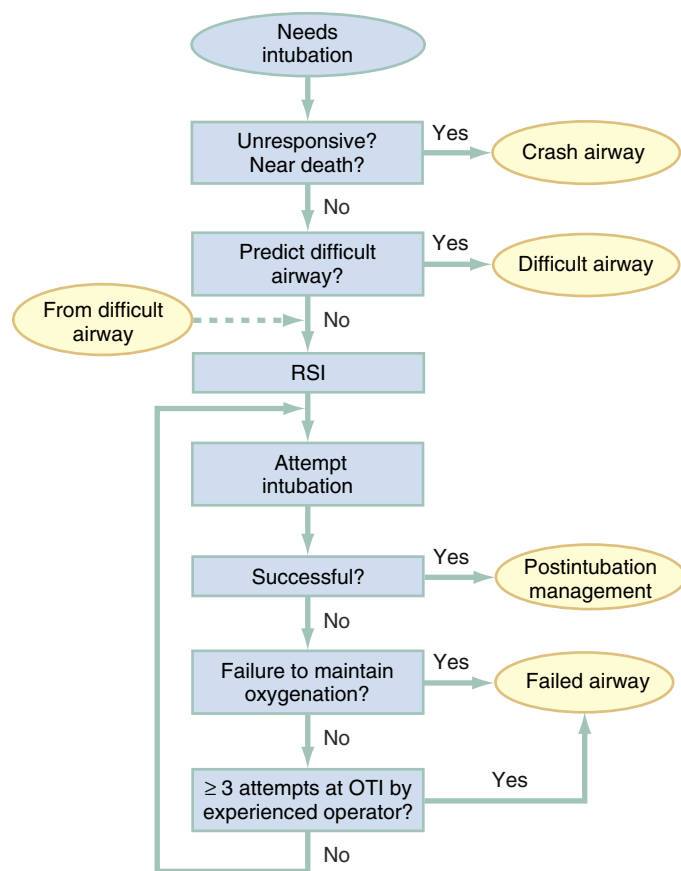 Needs
intubation
Unresponsive?
Near death?
Yes
Crash airway
No
Predict difficult
airway?
Yes
Difficult airway
From difficult
airway
No
RSI
Attempt
intubation
Successful?
Yes
Postintubation
management
No
Failure to maintain
oxygenation?
Yes
Failed airway
No
≥ 3 attempts at OTI by
experienced operator?
Yes
No